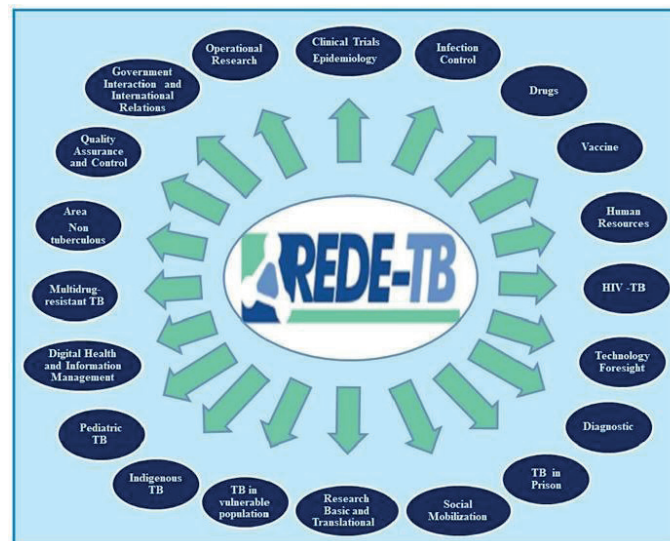 Clinical Trials
Epidemiology
Infection
Control
Drugs
Vaccine
Human
Resources
HIV -TB
Technology
Foresight
Diagnostic
TB in
Prison
Social
Mobilization
Research
Basic and
Translational
TB in
vulnerable
population
Indigenous
TB
Pediatric
TB
Digital Health
and Information
Management
Multidrug-
resistant TB
Area
Non
tuberculous
Quality
Assurance
and Control
Government
Interaction and
International
Relations
Operational
Research
REDE-TB